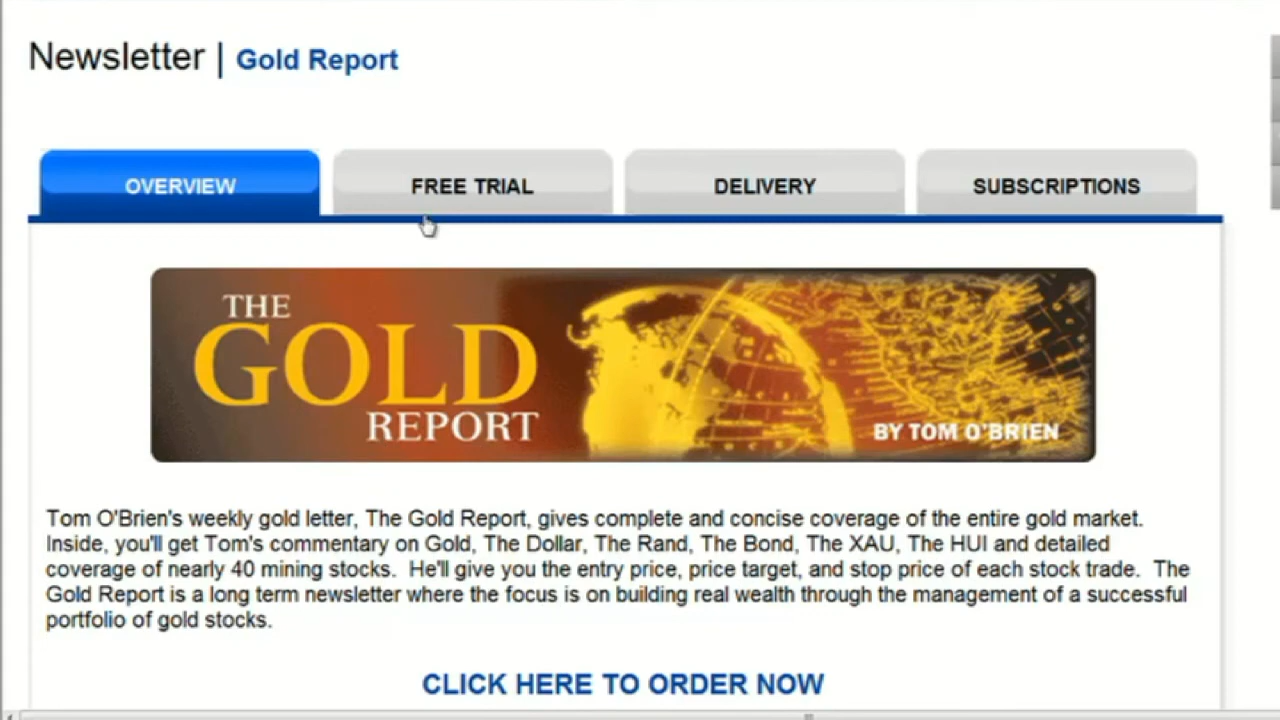 Newsletter | Gold Report
OVERVIEW
FREE TRIAL
DELIVERY
SUBSCRIPTIONS
THE
GOLD
REPORT
BY TOM O'BRIEN
Tom O'Brien's weekly gold letter, The Gold Report, gives complete and concise coverage of the entire gold market.
Inside, you'll get Tom's commentary on Gold, The Dollar, The Rand, The Bond, The XAU, The HUI and detailed
coverage of nearly 40 mining stocks.  He'll give you the entry price, price target, and stop price of each stock trade.  The
Gold Report is a long term newsletter where the focus is on building real wealth through the management of a successful
portfolio of gold stocks.
CLICK HERE TO ORDER NOW